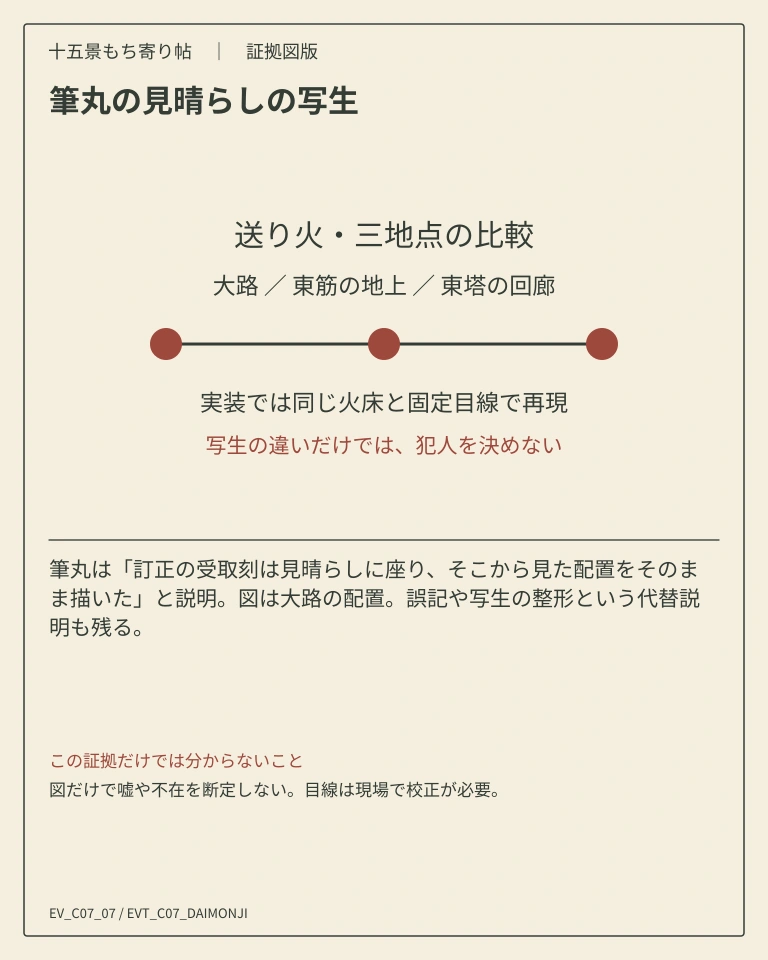 十五景もち寄り帖　｜　証拠図版
筆丸の見晴らしの写生
送り火・三地点の比較
大路 ／ 東筋の地上 ／ 東塔の回廊
実装では同じ火床と固定目線で再現
写生の違いだけでは、犯人を決めない
筆丸は「訂正の受取刻は見晴らしに座り、そこから見た配置をそのま
ま描いた」と説明。図は大路の配置。誤記や写生の整形という代替説
明も残る。
この証拠だけでは分からないこと
図だけで嘘や不在を断定しない。目線は現場で校正が必要。
EV_C07_07 / EVT_C07_DAIMONJI